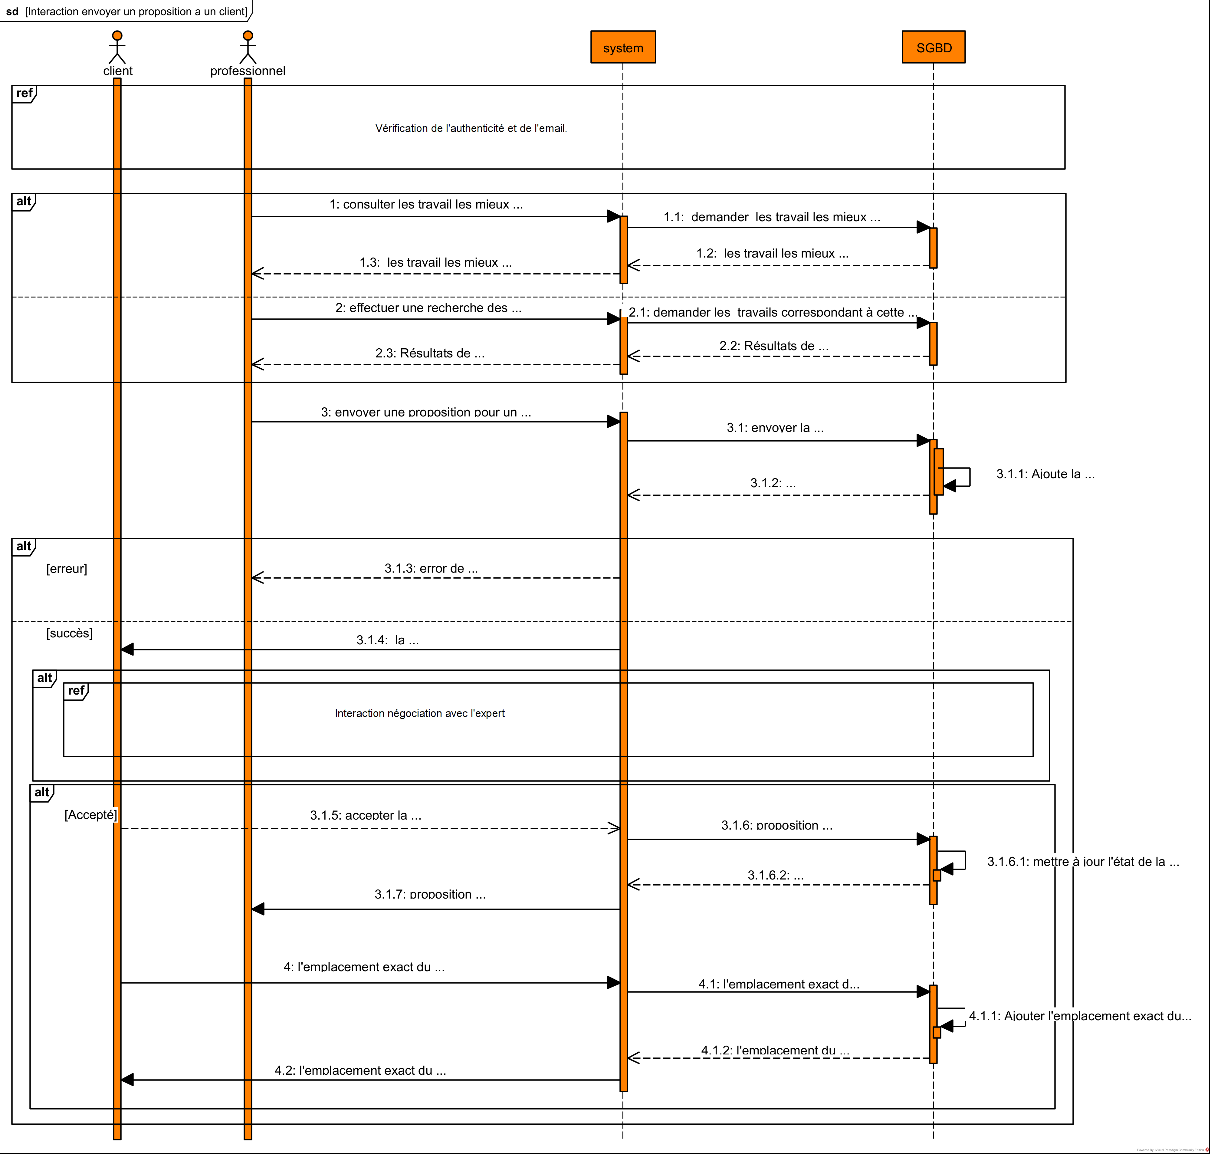 sd [Interaction envoyer un proposition a un client]
client
professionnel
system
SGBD
ref
Vérification de l'authenticité et de l'email.
alt
1: consulter les travail les mieux ...
1.1: demander les travail les mieux ...
1.2: les travail les mieux ...
1.3: les travail les mieux ...
2: effectuer une recherche des ...
2.1: demander les travails correspondant à cette ...
2.2: Résultats de ...
2.3: Résultats de ...
3: envoyer une proposition pour un ...
3.1: envoyer la ...
3.1.1: Ajoute la ...
3.1.2: ...
alt
[erreur]
3.1.3: error de ...
[succès]
3.1.4: la ...
alt
ref
Interaction négociation avec l'expert
alt
[Accepté]
3.1.5: accepter la ...
3.1.6: proposition ...
3.1.6.1: mettre à jour l'état de la ...
3.1.6.2: ...
3.1.7: proposition ...
4: l'emplacement exact du ...
4.1: l'emplacement exact d...
4.1.1: Ajouter l'emplacement exact du...
4.1.2: l'emplacement du ...
4.2: l'emplacement exact du ...